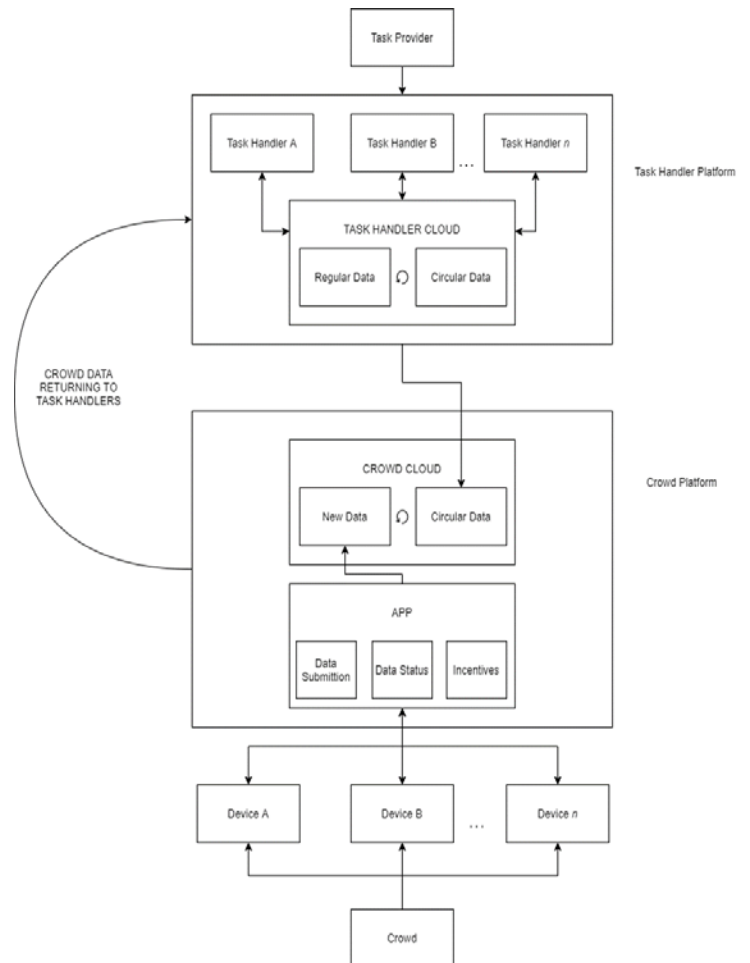 Task Provider
Task Handler A
Task Handler B
...
Task Handler n
Task Handler Platform
TASK HANDLER CLOUD
Regular Data
Circular Data
CROWD DATA
RETURNING TO
TASK HANDLERS
CROWD CLOUD
Crowd Platform
New Data
Circular Data
APP
Data
Submittion
Data Status
Incentives
Device A
Device B
...
Device n
Crowd